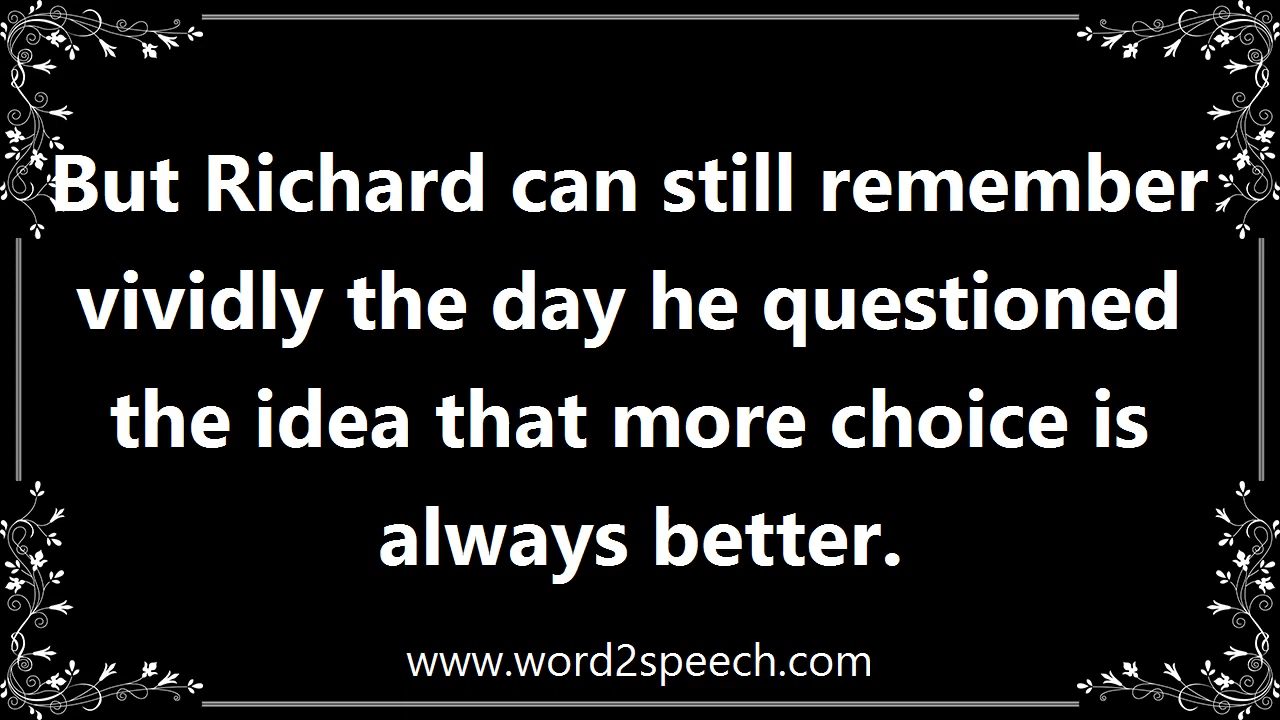 But Richard can still remember
vividly the day he questioned
the idea that more choice is
always better.
www.word2speech.com